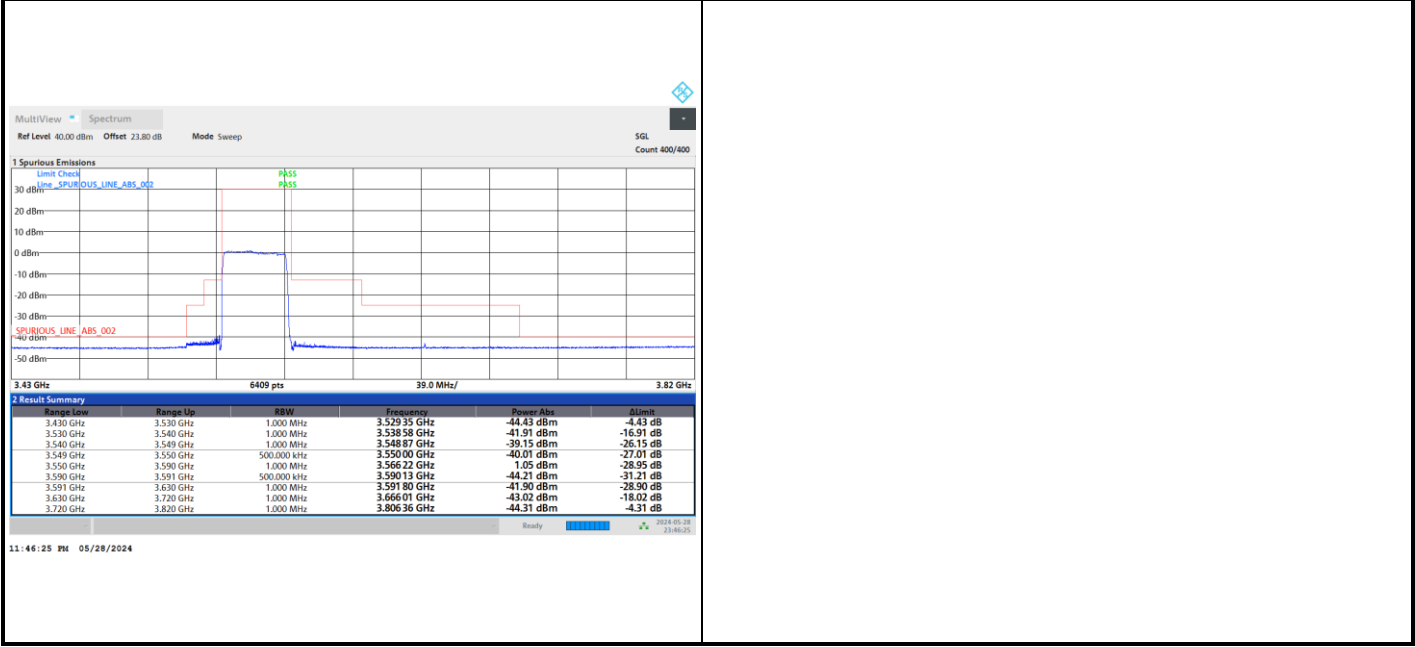 MultiView Spectrum
Ref Level 40.00 dBm Offset 23.80 dB Mode Sweep SGL
Count 400/400
1 Spurious Emissions
Limit Check PASS
Line _SPURIOUS_LINE_ABS_002 PASS
30 dBm
20 dBm
10 dBm
0 dBm
-10 dBm
-20 dBm
-30 dBm
SPURIOUS_LINE_ABS_002
-40 dBm
-50 dBm
3.43 GHz 6409 pts 39.0 MHz/ 3.82 GHz
2 Result Summary
Range Low Range Up RBW Frequency Power Abs ΔLimit
3.430 GHz 3.530 GHz 1.000 MHz 3.529 35 GHz -44.43 dBm -4.43 dB
3.530 GHz 3.540 GHz 1.000 MHz 3.538 58 GHz -41.91 dBm -16.91 dB
3.540 GHz 3.549 GHz 1.000 MHz 3.548 87 GHz -39.15 dBm -26.15 dB
3.549 GHz 3.550 GHz 500.000 kHz 3.550 00 GHz -40.01 dBm -27.01 dB
3.550 GHz 3.590 GHz 1.000 MHz 3.566 22 GHz 1.05 dBm -28.95 dB
3.590 GHz 3.591 GHz 500.000 kHz 3.590 13 GHz -44.21 dBm -31.21 dB
3.591 GHz 3.630 GHz 1.000 MHz 3.591 80 GHz -41.90 dBm -28.90 dB
3.630 GHz 3.720 GHz 1.000 MHz 3.666 01 GHz -43.02 dBm -18.02 dB
3.720 GHz 3.820 GHz 1.000 MHz 3.806 36 GHz -44.31 dBm -4.31 dB
Ready 2024-05-28
23:46:25
11:46:25 PM 05/28/2024